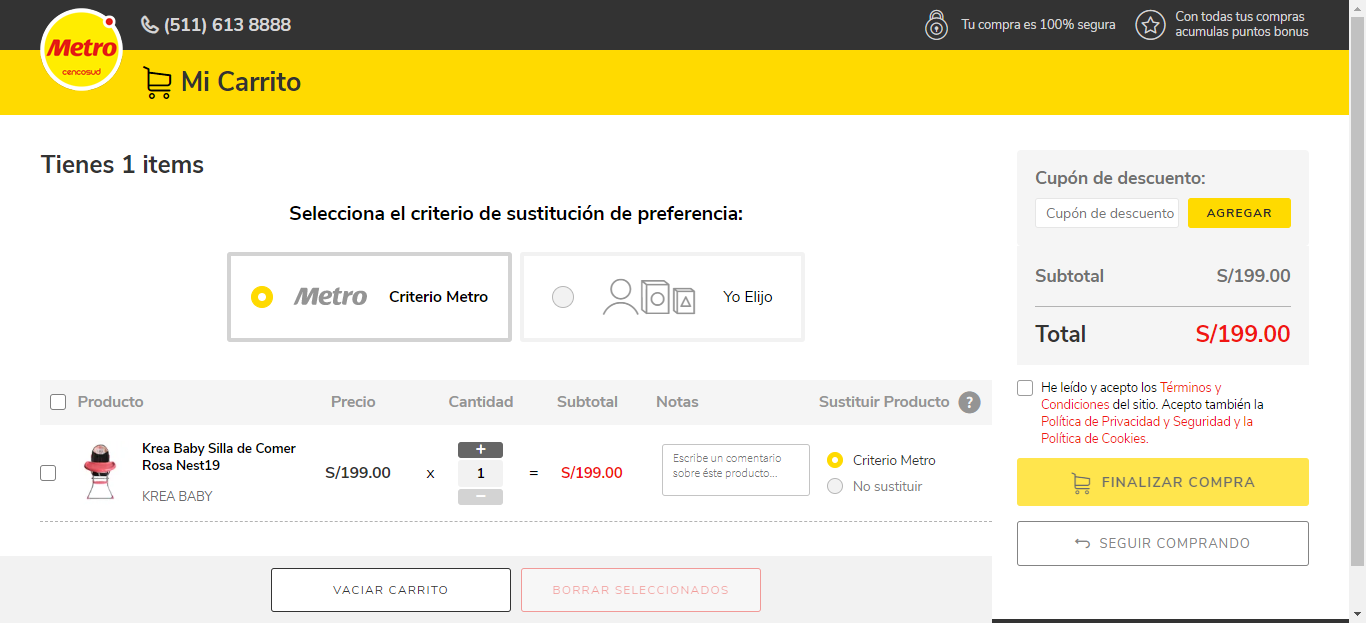 Metro
cencosud
(511) 613 8888
Tu compra es 100% segura
Con todas tus compras
acumulas puntos bonus
Mi Carrito
Tienes 1 items
Selecciona el criterio de sustitución de preferencia:
Metro Criterio Metro
Yo Elijo
Producto Precio Cantidad Subtotal Notas Sustituir Producto ?
Krea Baby Silla de Comer
Rosa Nest19
KREA BABY
S/199.00 x + 1 − = S/199.00
Escribe un comentario
sobre éste producto...
Criterio Metro
No sustituir
VACIAR CARRITO
BORRAR SELECCIONADOS
Cupón de descuento:
Cupón de descuento AGREGAR
Subtotal S/199.00
Total S/199.00
He leído y acepto los Términos y
Condiciones del sitio. Acepto también la
Política de Privacidad y Seguridad y la
Política de Cookies.
FINALIZAR COMPRA
SEGUIR COMPRANDO